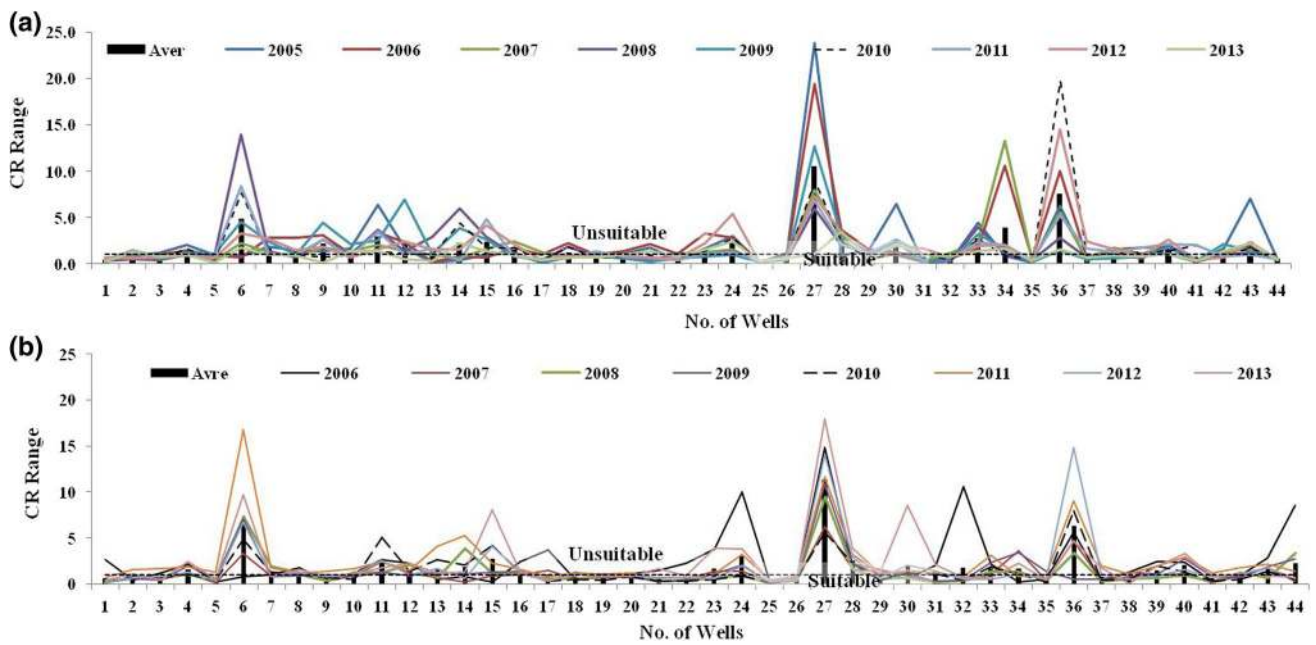 (a)
25.0
20.0
15.0
10.0
5.0
0.0
CR Range
Aver 2005 2006 2007 2008 2009 2010 2011 2012 2013
Unsuitable
Suitable
1 2 3 4 5 6 7 8 9 10 11 12 13 14 15 16 17 18 19 20 21 22 23 24 25 26 27 28 29 30 31 32 33 34 35 36 37 38 39 40 41 42 43 44
No. of Wells
(b)
25
20
15
10
5
0
CR Range
Avre 2006 2007 2008 2009 2010 2011 2012 2013
Unsuitable
Suitable
1 2 3 4 5 6 7 8 9 10 11 12 13 14 15 16 17 18 19 20 21 22 23 24 25 26 27 28 29 30 31 32 33 34 35 36 37 38 39 40 41 42 43 44
No. of Wells